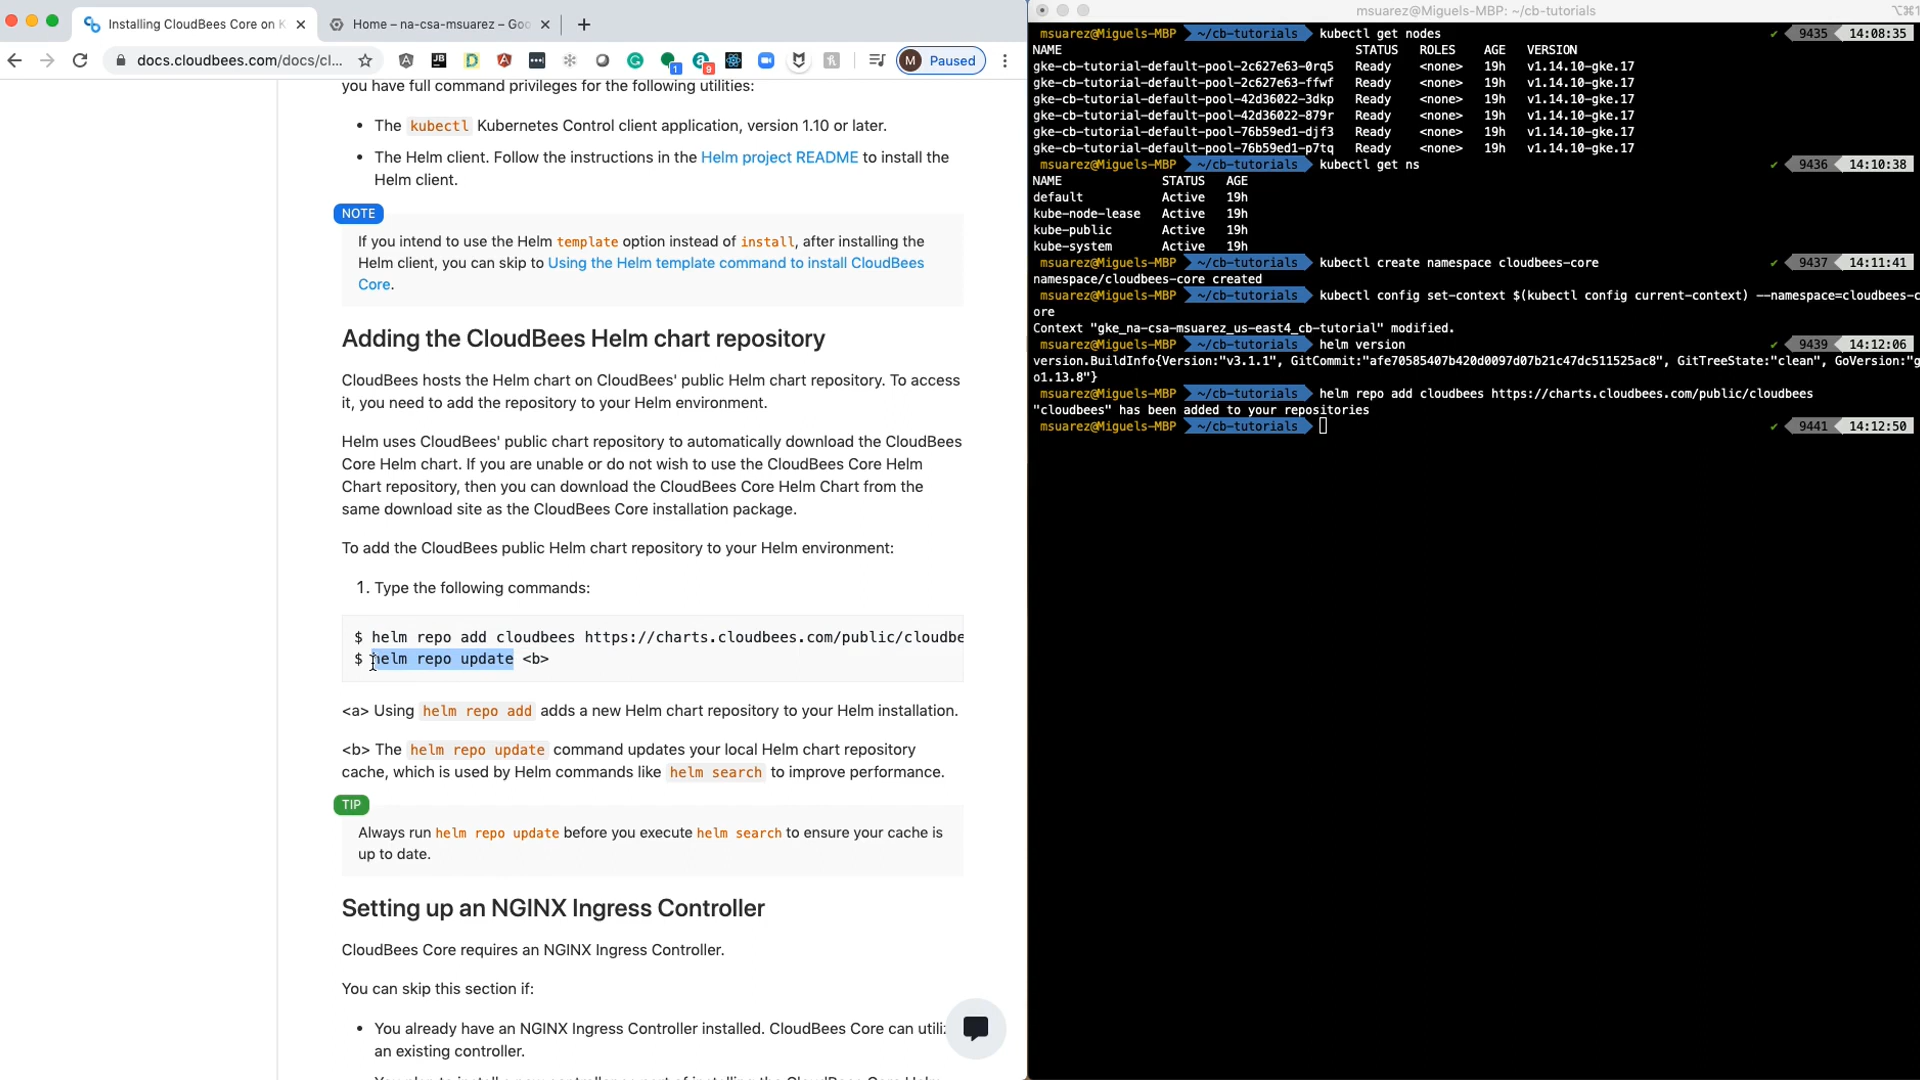 Installing CloudBees Core on K
Home – na-csa-msuarez – Goo
docs.cloudbees.com/docs/cl...
JB
D
1
9
M Paused
you have full command privileges for the following utilities:
• The kubectl Kubernetes Control client application, version 1.10 or later.
• The Helm client. Follow the instructions in the Helm project README to install the
Helm client.
NOTE
If you intend to use the Helm template option instead of install, after installing the
Helm client, you can skip to Using the Helm template command to install CloudBees
Core.
Adding the CloudBees Helm chart repository
CloudBees hosts the Helm chart on CloudBees' public Helm chart repository. To access
it, you need to add the repository to your Helm environment.
Helm uses CloudBees' public chart repository to automatically download the CloudBees
Core Helm chart. If you are unable or do not wish to use the CloudBees Core Helm
Chart repository, then you can download the CloudBees Core Helm Chart from the
same download site as the CloudBees Core installation package.
To add the CloudBees public Helm chart repository to your Helm environment:
1. Type the following commands:
$ helm repo add cloudbees https://charts.cloudbees.com/public/cloudbe
$ helm repo update <b>
<a> Using helm repo add adds a new Helm chart repository to your Helm installation.
<b> The helm repo update command updates your local Helm chart repository
cache, which is used by Helm commands like helm search to improve performance.
TIP
Always run helm repo update before you execute helm search to ensure your cache is
up to date.
Setting up an NGINX Ingress Controller
CloudBees Core requires an NGINX Ingress Controller.
You can skip this section if:
• You already have an NGINX Ingress Controller installed. CloudBees Core can utili
an existing controller.
msuarez@Miguels-MBP: ~/cb-tutorials
⌥⌘1
msuarez@Miguels-MBP ~/cb-tutorials kubectl get nodes ✔ 9435 14:08:35
NAME STATUS ROLES AGE VERSION
gke-cb-tutorial-default-pool-2c627e63-0rq5 Ready <none> 19h v1.14.10-gke.17
gke-cb-tutorial-default-pool-2c627e63-ffwf Ready <none> 19h v1.14.10-gke.17
gke-cb-tutorial-default-pool-42d36022-3dkp Ready <none> 19h v1.14.10-gke.17
gke-cb-tutorial-default-pool-42d36022-879r Ready <none> 19h v1.14.10-gke.17
gke-cb-tutorial-default-pool-76b59ed1-djf3 Ready <none> 19h v1.14.10-gke.17
gke-cb-tutorial-default-pool-76b59ed1-p7tq Ready <none> 19h v1.14.10-gke.17
msuarez@Miguels-MBP ~/cb-tutorials kubectl get ns ✔ 9436 14:10:38
NAME STATUS AGE
default Active 19h
kube-node-lease Active 19h
kube-public Active 19h
kube-system Active 19h
msuarez@Miguels-MBP ~/cb-tutorials kubectl create namespace cloudbees-core ✔ 9437 14:11:41
namespace/cloudbees-core created
msuarez@Miguels-MBP ~/cb-tutorials kubectl config set-context $(kubectl config current-context) --namespace=cloudbees-c
ore
Context "gke_na-csa-msuarez_us-east4_cb-tutorial" modified.
msuarez@Miguels-MBP ~/cb-tutorials helm version ✔ 9439 14:12:06
version.BuildInfo{Version:"v3.1.1", GitCommit:"afe70585407b420d0097d07b21c47dc511525ac8", GitTreeState:"clean", GoVersion:"g
o1.13.8"}
msuarez@Miguels-MBP ~/cb-tutorials helm repo add cloudbees https://charts.cloudbees.com/public/cloudbees
"cloudbees" has been added to your repositories
msuarez@Miguels-MBP ~/cb-tutorials ✔ 9441 14:12:50